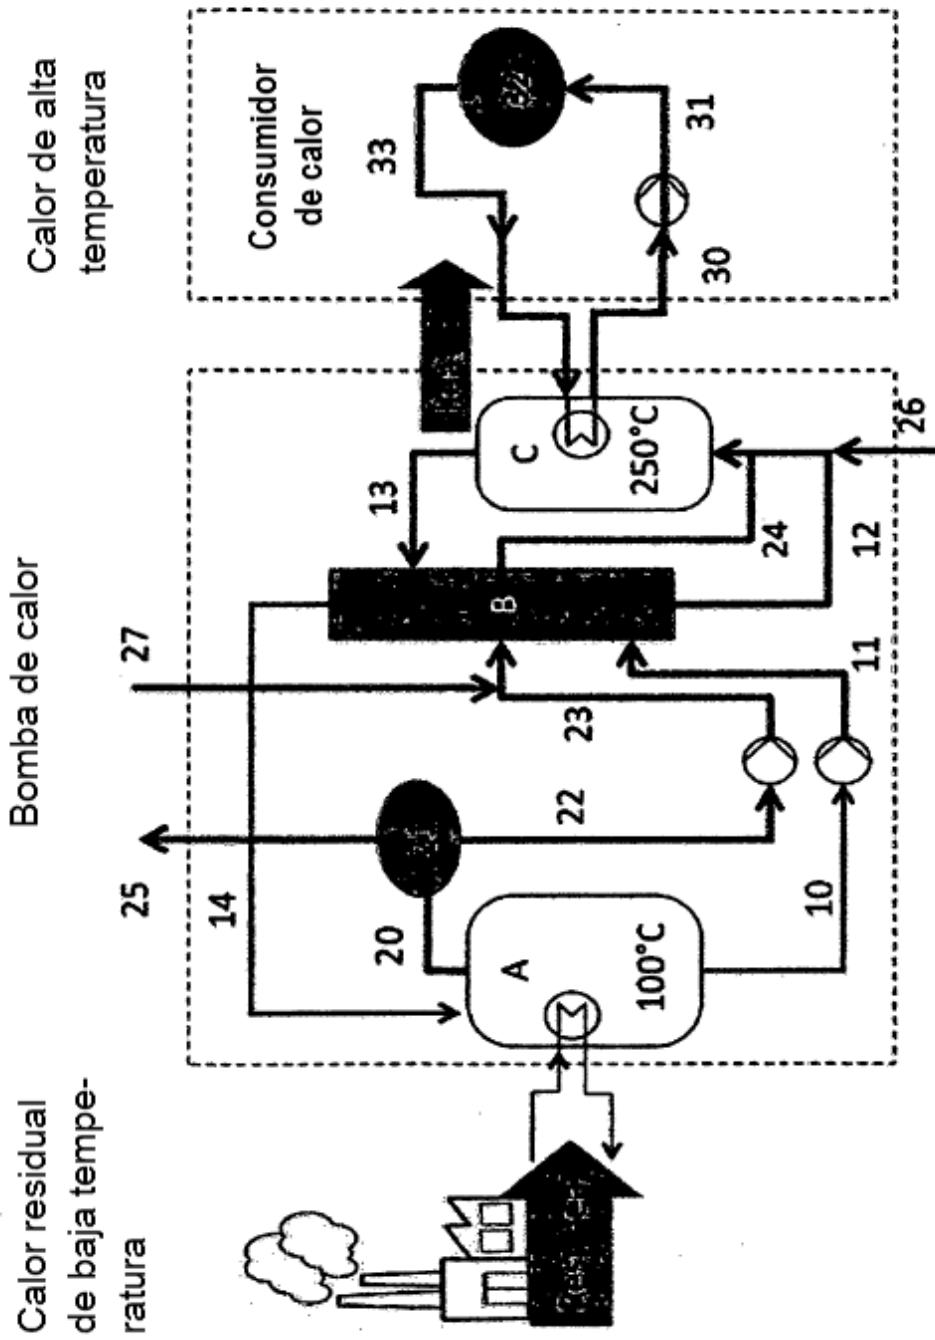 Calor residual
de baja tempe-
ratura
Bomba de calor
Calor de alta
temperatura
25
27
14
20
A
100°C
10
22
23
11
B
13
24
12
C
250°C
26
Consumidor
de calor
33
30
31